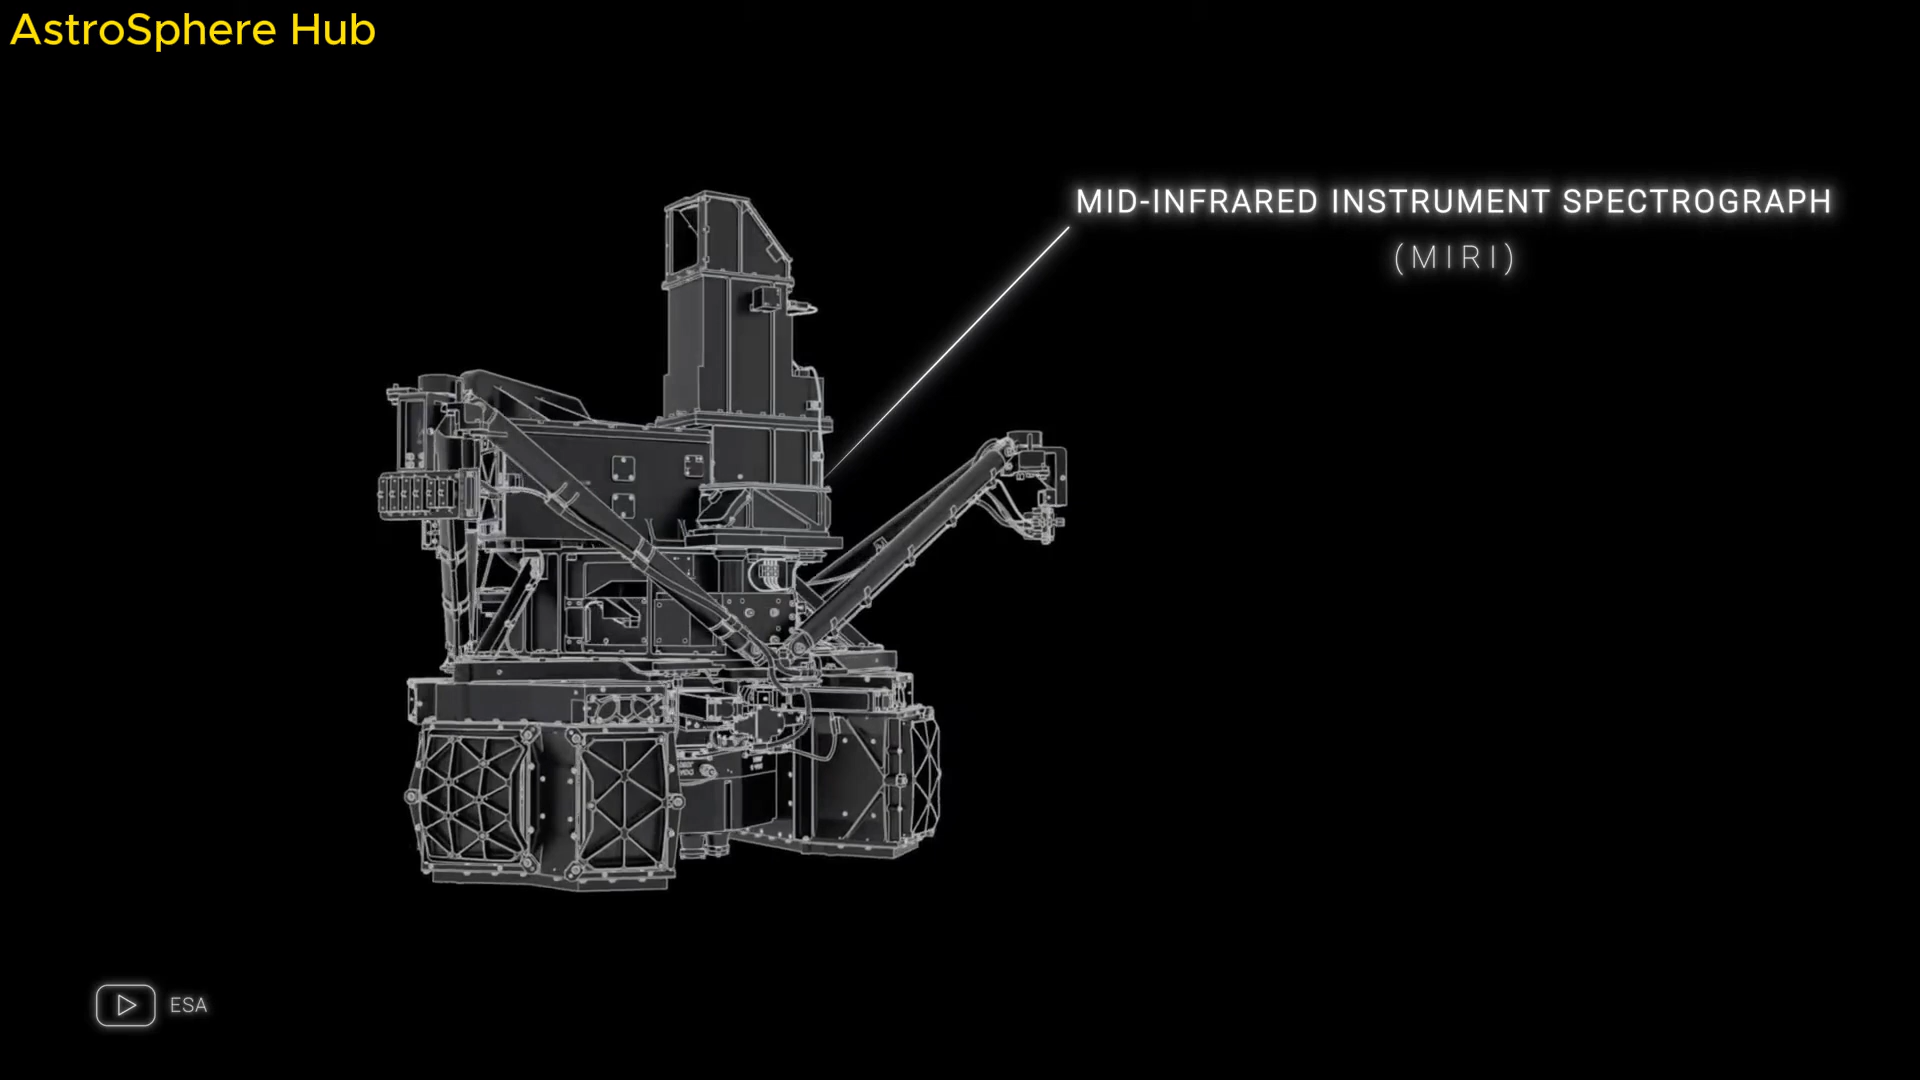 AstroSphere Hub
MID-INFRARED INSTRUMENT SPECTROGRAPH
(MIRI)
ESA